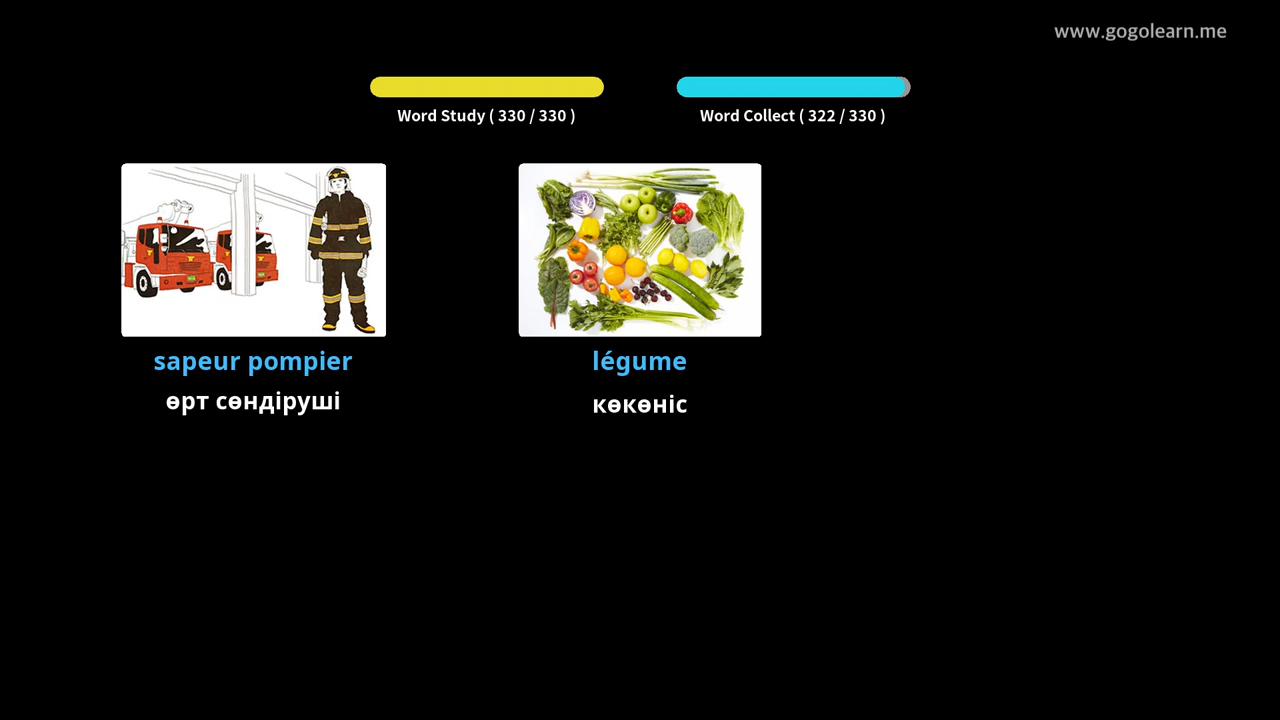 www.gogolearn.me
Word Study ( 330 / 330 )
Word Collect ( 322 / 330 )
sapeur pompier
légume
өрт сөндіруші
көкөніс